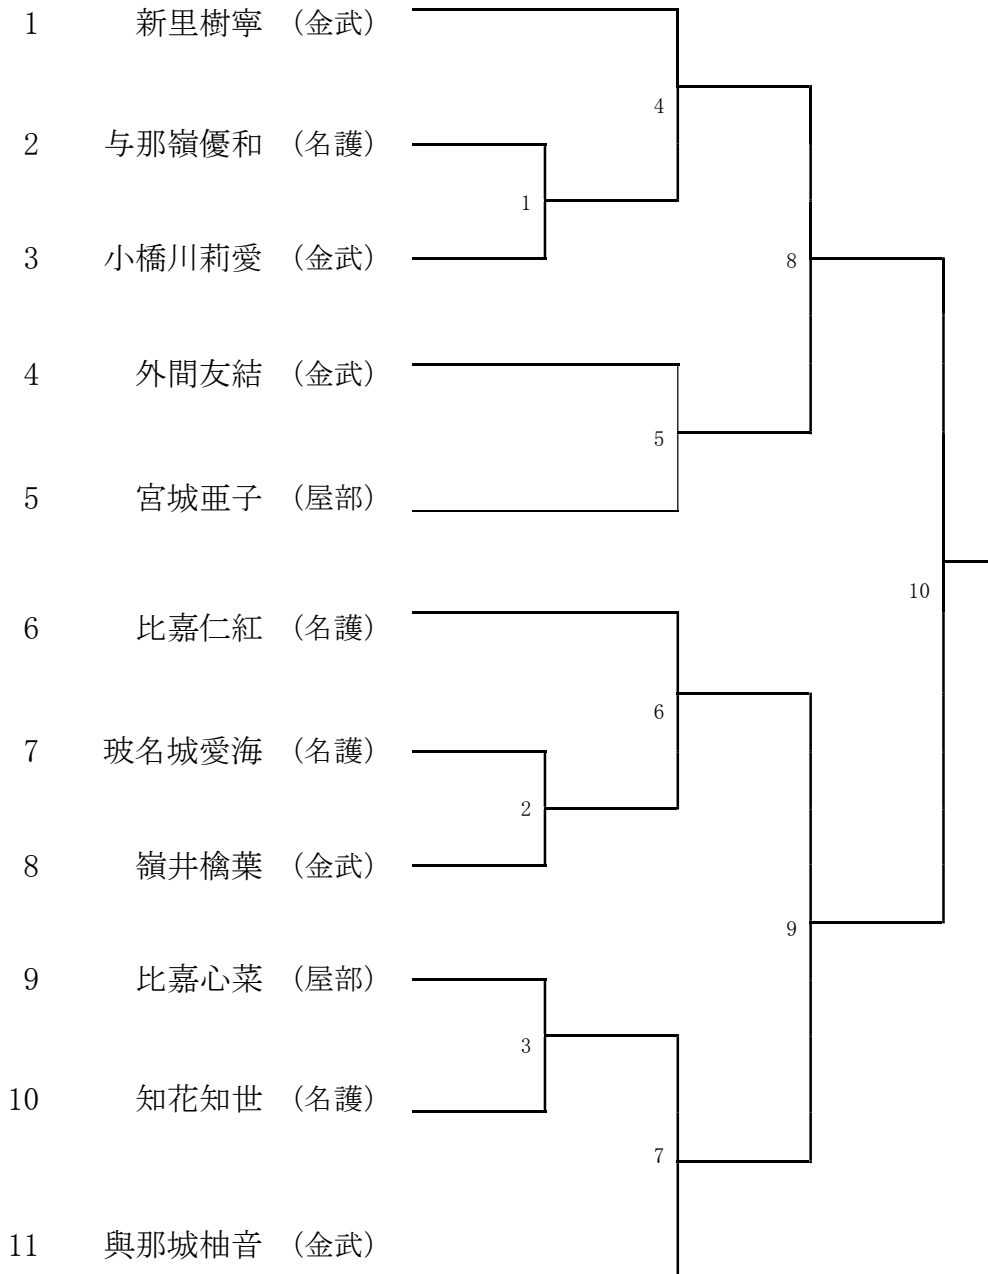 1 新里樹寧 (金武)
4
2 与那嶺優和 (名護)
1
3 小橋川莉愛 (金武)
8
4 外間友結 (金武)
5
5 宮城亜子 (屋部)
10
6 比嘉仁紅 (名護)
6
7 玻名城愛海 (名護)
2
8 嶺井檎葉 (金武)
9
9 比嘉心菜 (屋部)
3
10 知花知世 (名護)
7
11 與那城柚音 (金武)